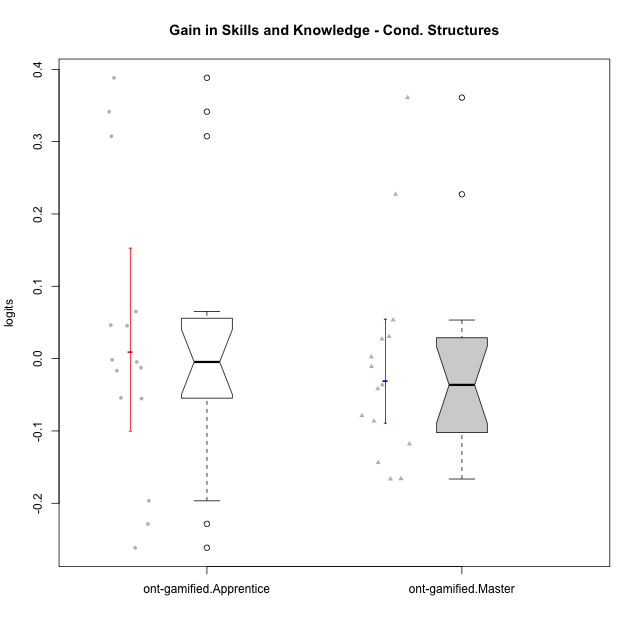 Gain in Skills and Knowledge - Cond. Structures
0.4
0.3
0.2
0.1
0.0
-0.1
-0.2
logits
ont-gamified.Apprentice
ont-gamified.Master